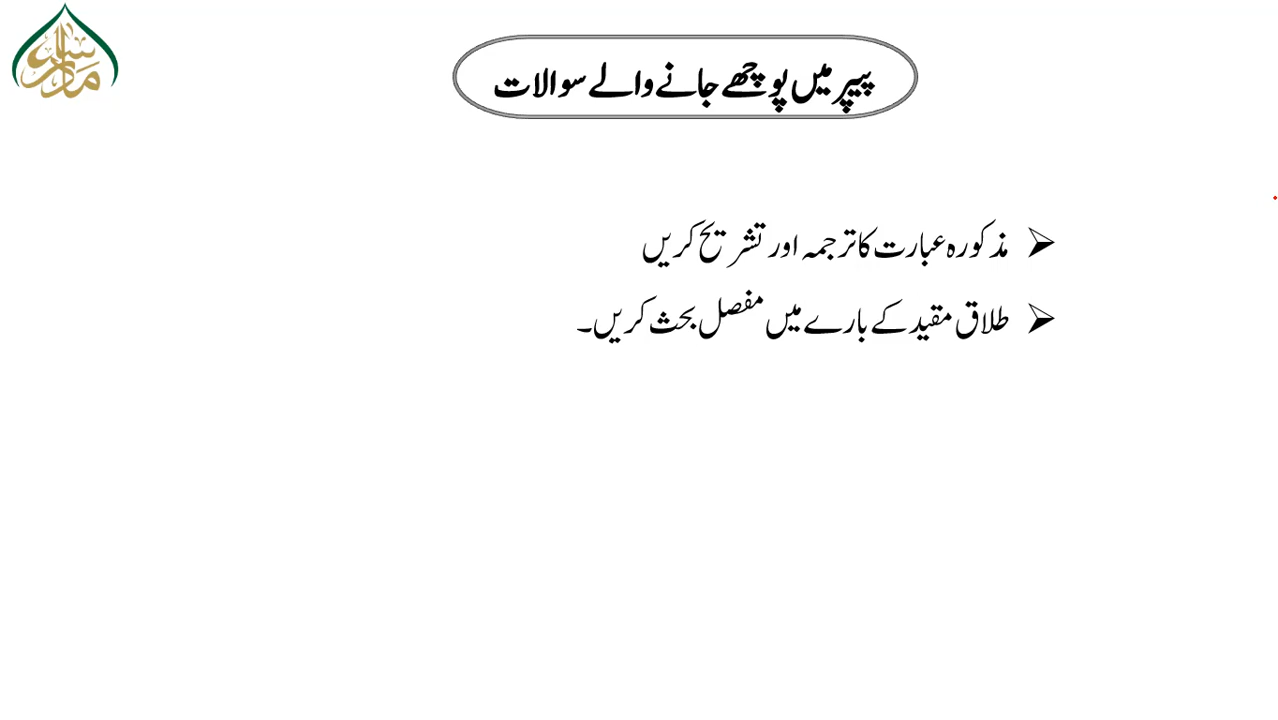 پیپر میں پوچھے جانے والے سوالات
مذکورہ عبارت کا ترجمہ اور تشریح کریں
طلاق مقید کے بارے میں مفصل بحث کریں۔